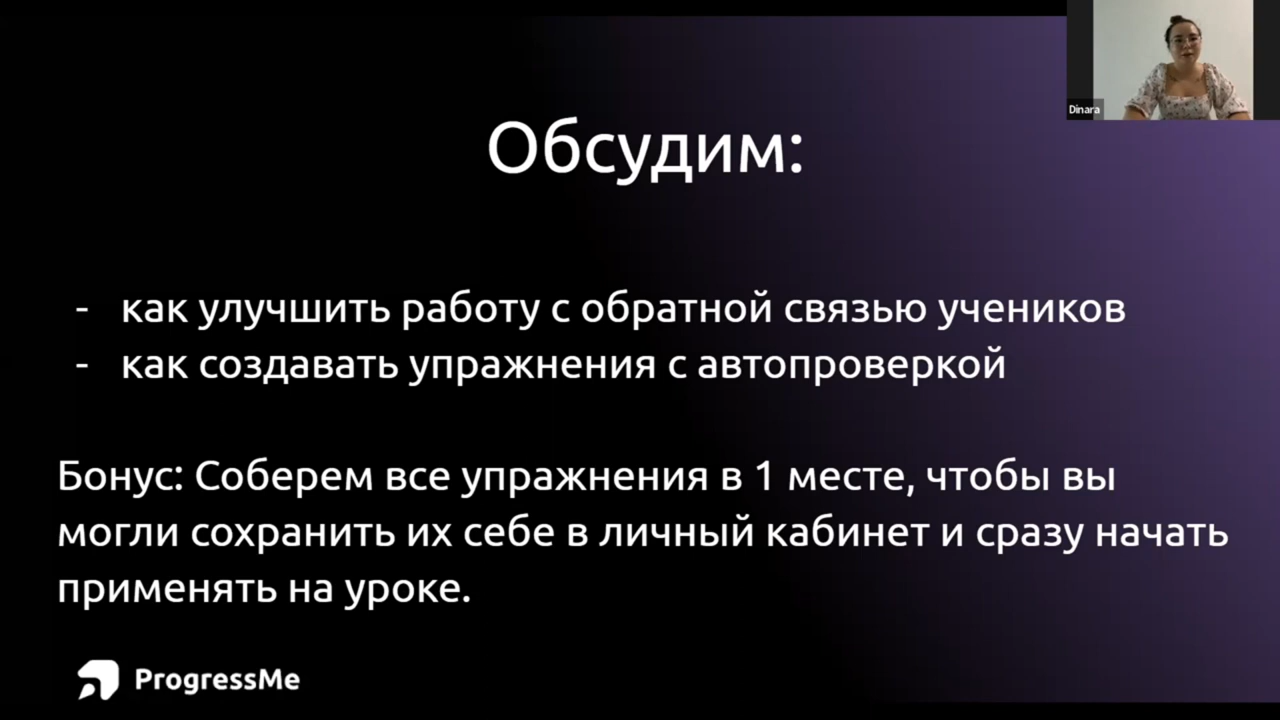 Dinara
Обсудим:
- как улучшить работу с обратной связью учеников
- как создавать упражнения с автопроверкой
Бонус: Соберем все упражнения в 1 месте, чтобы вы
могли сохранить их себе в личный кабинет и сразу начать
применять на уроке.
ProgressMe